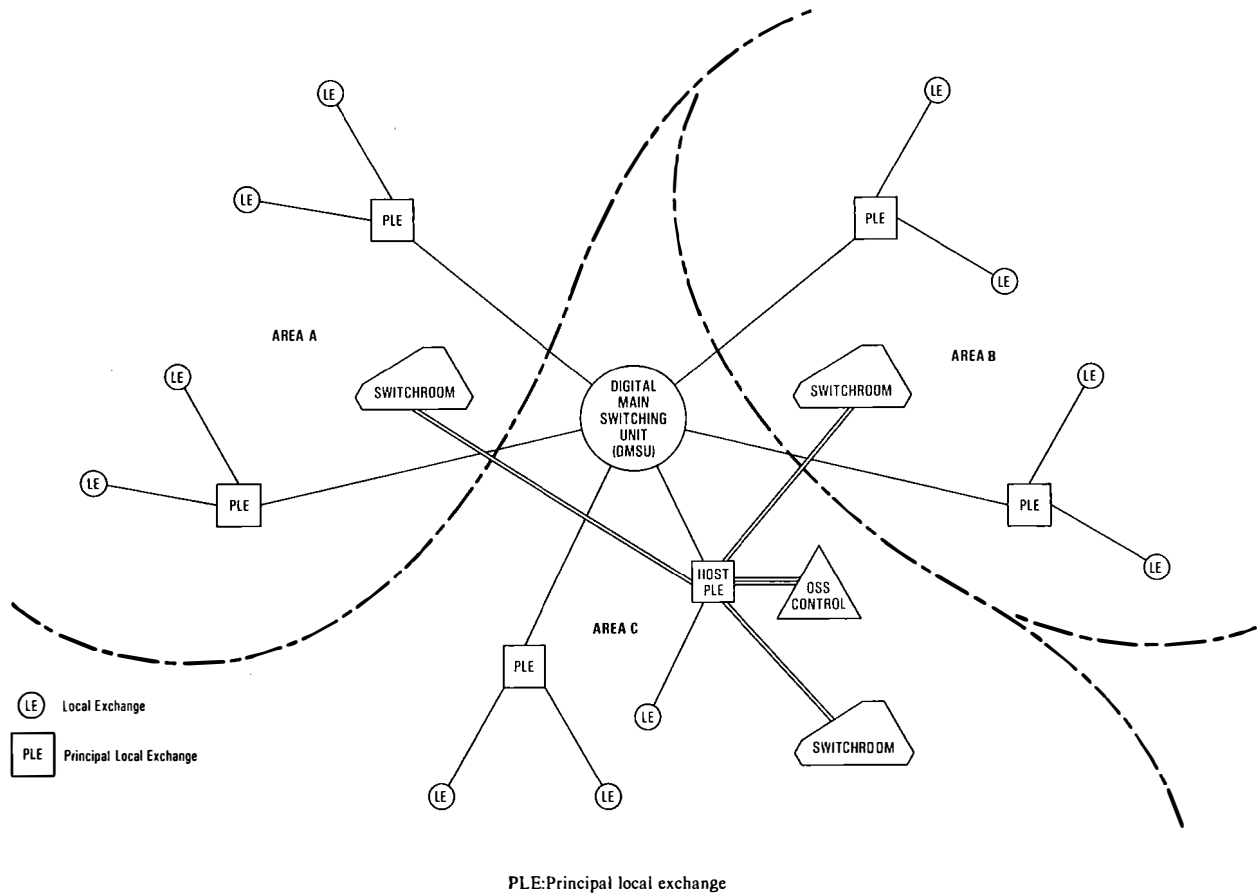 LE
LE
LE
PLE
PLE
LE
AREA A
AREA B
SWITCHROOM
DIGITAL
MAIN
SWITCHING
UNIT
(DMSU)
SWITCHROOM
LE
LE
LE
PLE
PLE
LE
HOST
PLE
OSS
CONTROL
AREA C
PLE
LE
SWITCHROOM
LE
LE
LE Local Exchange
PLE Principal Local Exchange
PLE:Principal local exchange